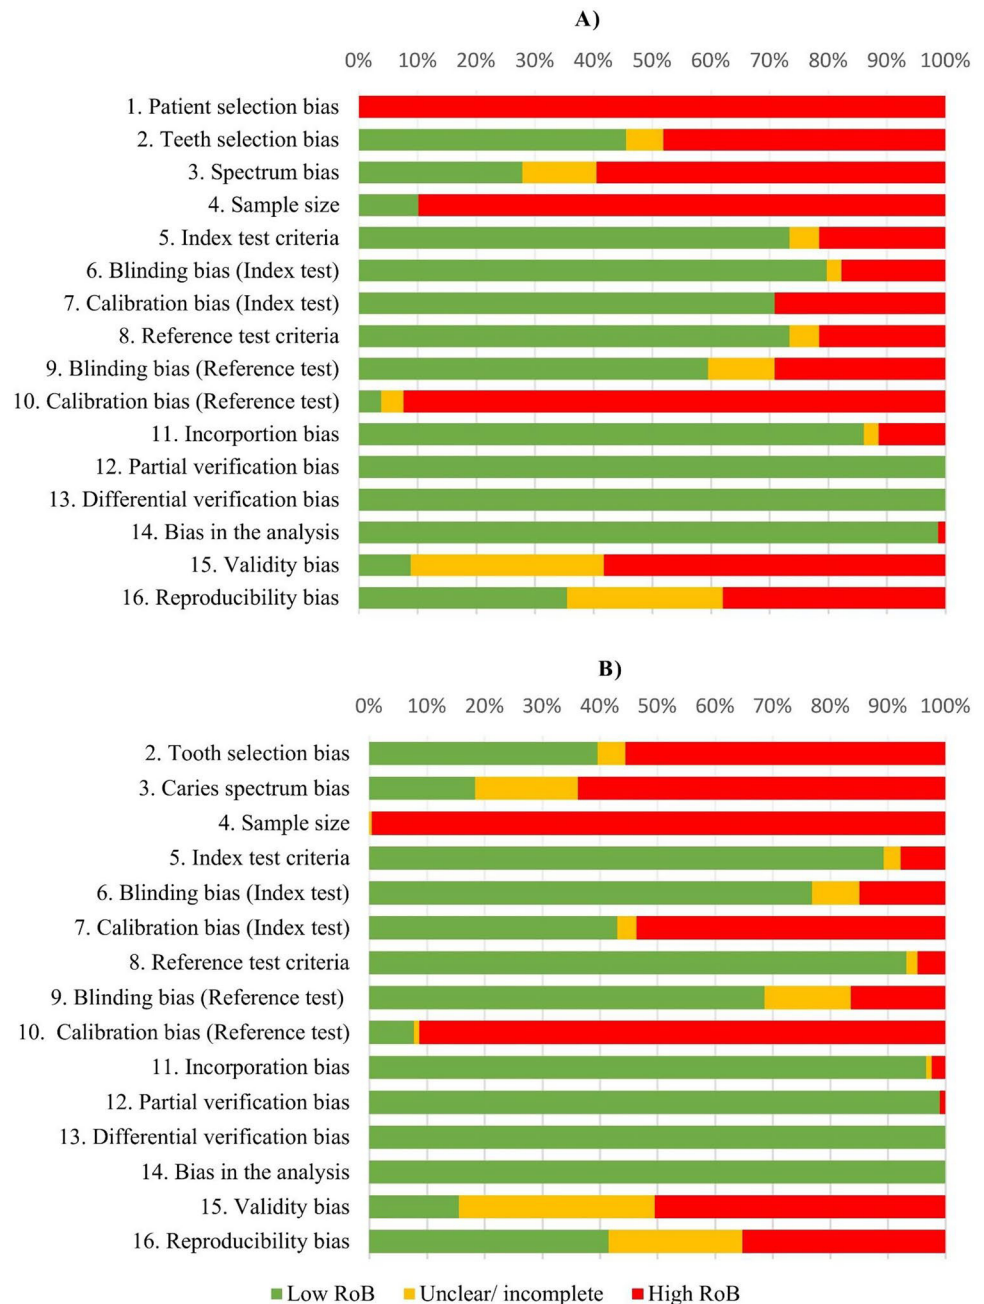 A)
0% 10% 20% 30% 40% 50% 60% 70% 80% 90% 100%
1. Patient selection bias
2. Teeth selection bias
3. Spectrum bias
4. Sample size
5. Index test criteria
6. Blinding bias (Index test)
7. Calibration bias (Index test)
8. Reference test criteria
9. Blinding bias (Reference test)
10. Calibration bias (Reference test)
11. Incorportion bias
12. Partial verification bias
13. Differential verification bias
14. Bias in the analysis
15. Validity bias
16. Reproducibility bias
B)
0% 10% 20% 30% 40% 50% 60% 70% 80% 90% 100%
2. Tooth selection bias
3. Caries spectrum bias
4. Sample size
5. Index test criteria
6. Blinding bias (Index test)
7. Calibration bias (Index test)
8. Reference test criteria
9. Blinding bias (Reference test)
10. Calibration bias (Reference test)
11. Incorporation bias
12. Partial verification bias
13. Differential verification bias
14. Bias in the analysis
15. Validity bias
16. Reproducibility bias
Low RoB Unclear/ incomplete High RoB